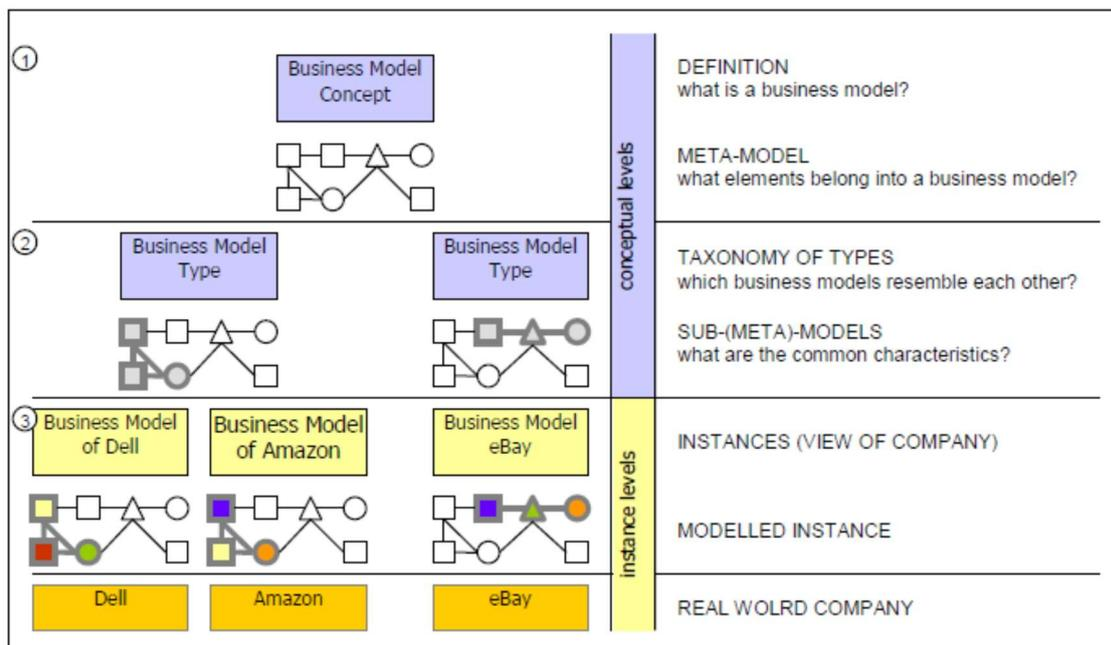 1
Business Model
Concept
DEFINITION
what is a business model?
META-MODEL
what elements belong into a business model?
conceptual levels
2
Business Model
Type
Business Model
Type
TAXONOMY OF TYPES
which business models resemble each other?
SUB-(META)-MODELS
what are the common characteristics?
3
Business Model
of Dell
Business Model
of Amazon
Business Model
eBay
INSTANCES (VIEW OF COMPANY)
MODELLED INSTANCE
instance levels
Dell
Amazon
eBay
REAL WOLRD COMPANY